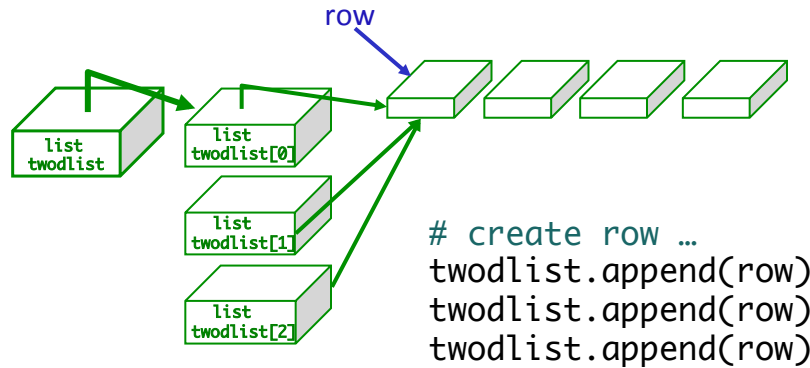 row
list
twodlist
list
twodlist[0]
list
twodlist[1]
list
twodlist[2]
# create row …
twodlist.append(row)
twodlist.append(row)
twodlist.append(row)